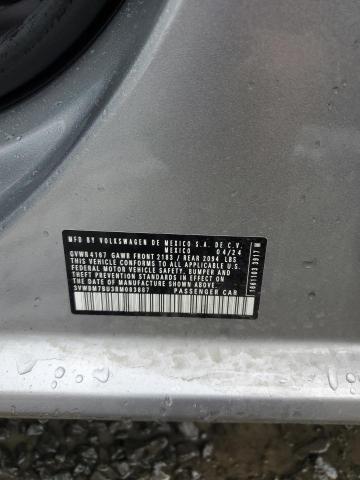 MFD BY VOLKSWAGEN DE MEXICO S.A. DE C.V.
MEXICO 04/24
GVWR 4167 GAWR FRONT 2183 / REAR 2094 LBS
THIS VEHICLE CONFORMS TO ALL APPLICABLE U.S.
FEDERAL MOTOR VEHICLE SAFETY, BUMPER AND
THEFT PREVENTION STANDARDS IN EFFECT ON
THE DATE OF MANUFACTURE SHOWN ABOVE.
PASSENGER CAR